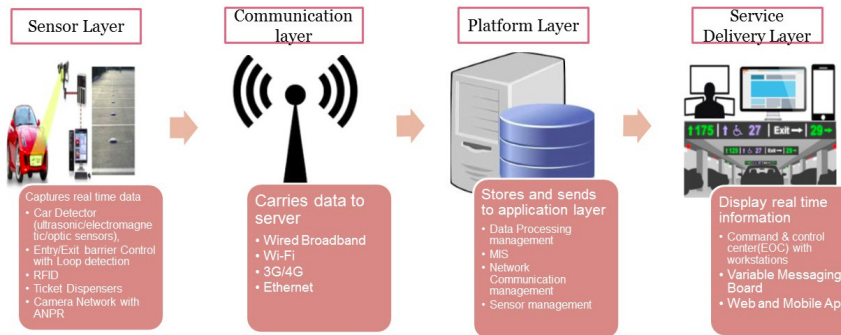 Sensor Layer
Communication
layer
Platform Layer
Service
Delivery Layer
↑175 | ↑ ♿ 27 | Exit→ | 29→
Captures real time data
• Car Detector
(ultrasonic/electromagne
tic/optic sensors),
• Entry/Exit barrier Control
with Loop detection
• RFID
• Ticket Dispensers
• Camera Network with
ANPR
Carries data to
server
• Wired Broadband
• Wi-Fi
• 3G/4G
• Ethernet
Stores and sends
to application layer
• Data Processing
management
• MIS
• Network
Communication
management
• Sensor management
Display real time
information
• Command & control
center(EOC) with
workstations
• Variable Messaging
Board
• Web and Mobile Ap